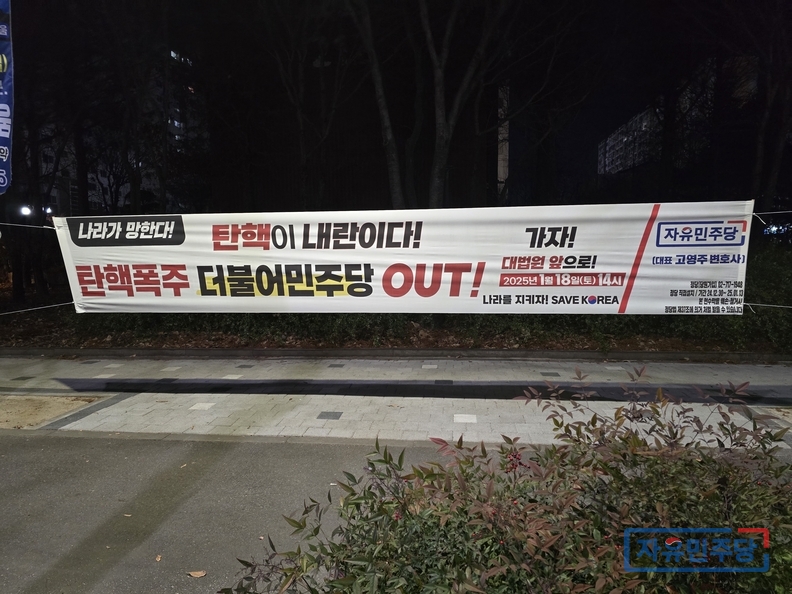 나라가 망한다!
탄핵이 내란이다!
탄핵폭주 더불어민주당 OUT!
가자!
대법원 앞으로!
2025년 1월 18일(토) 14시
나라를 지키자! SAVE KOREA
자유민주당
(대표 고영주 변호사)
자유민주당